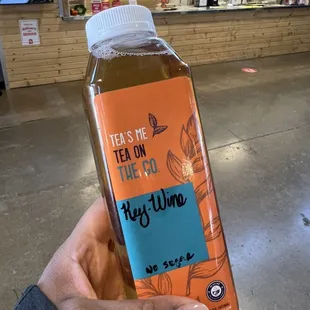 TEA'S ME
TEA ON
THE GO.
Key-Wine
NO SUGAR